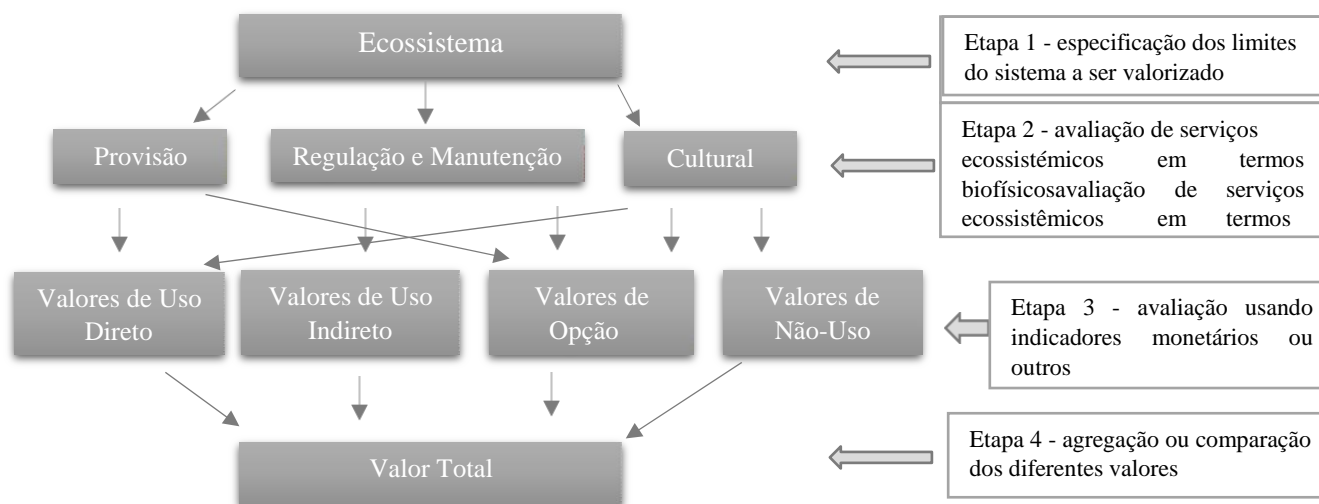 Ecossistema
Etapa 1 - especificação dos limites
do sistema a ser valorizado
Provisão
Regulação e Manutenção
Cultural
Etapa 2 - avaliação de serviços
ecossistémicos em termos
biofísicosavaliação de serviços
ecossistêmicos em termos
Valores de Uso
Direto
Valores de Uso
Indireto
Valores de
Opção
Valores de
Não-Uso
Etapa 3 - avaliação usando
indicadores monetários ou
outros
Valor Total
Etapa 4 - agregação ou comparação
dos diferentes valores